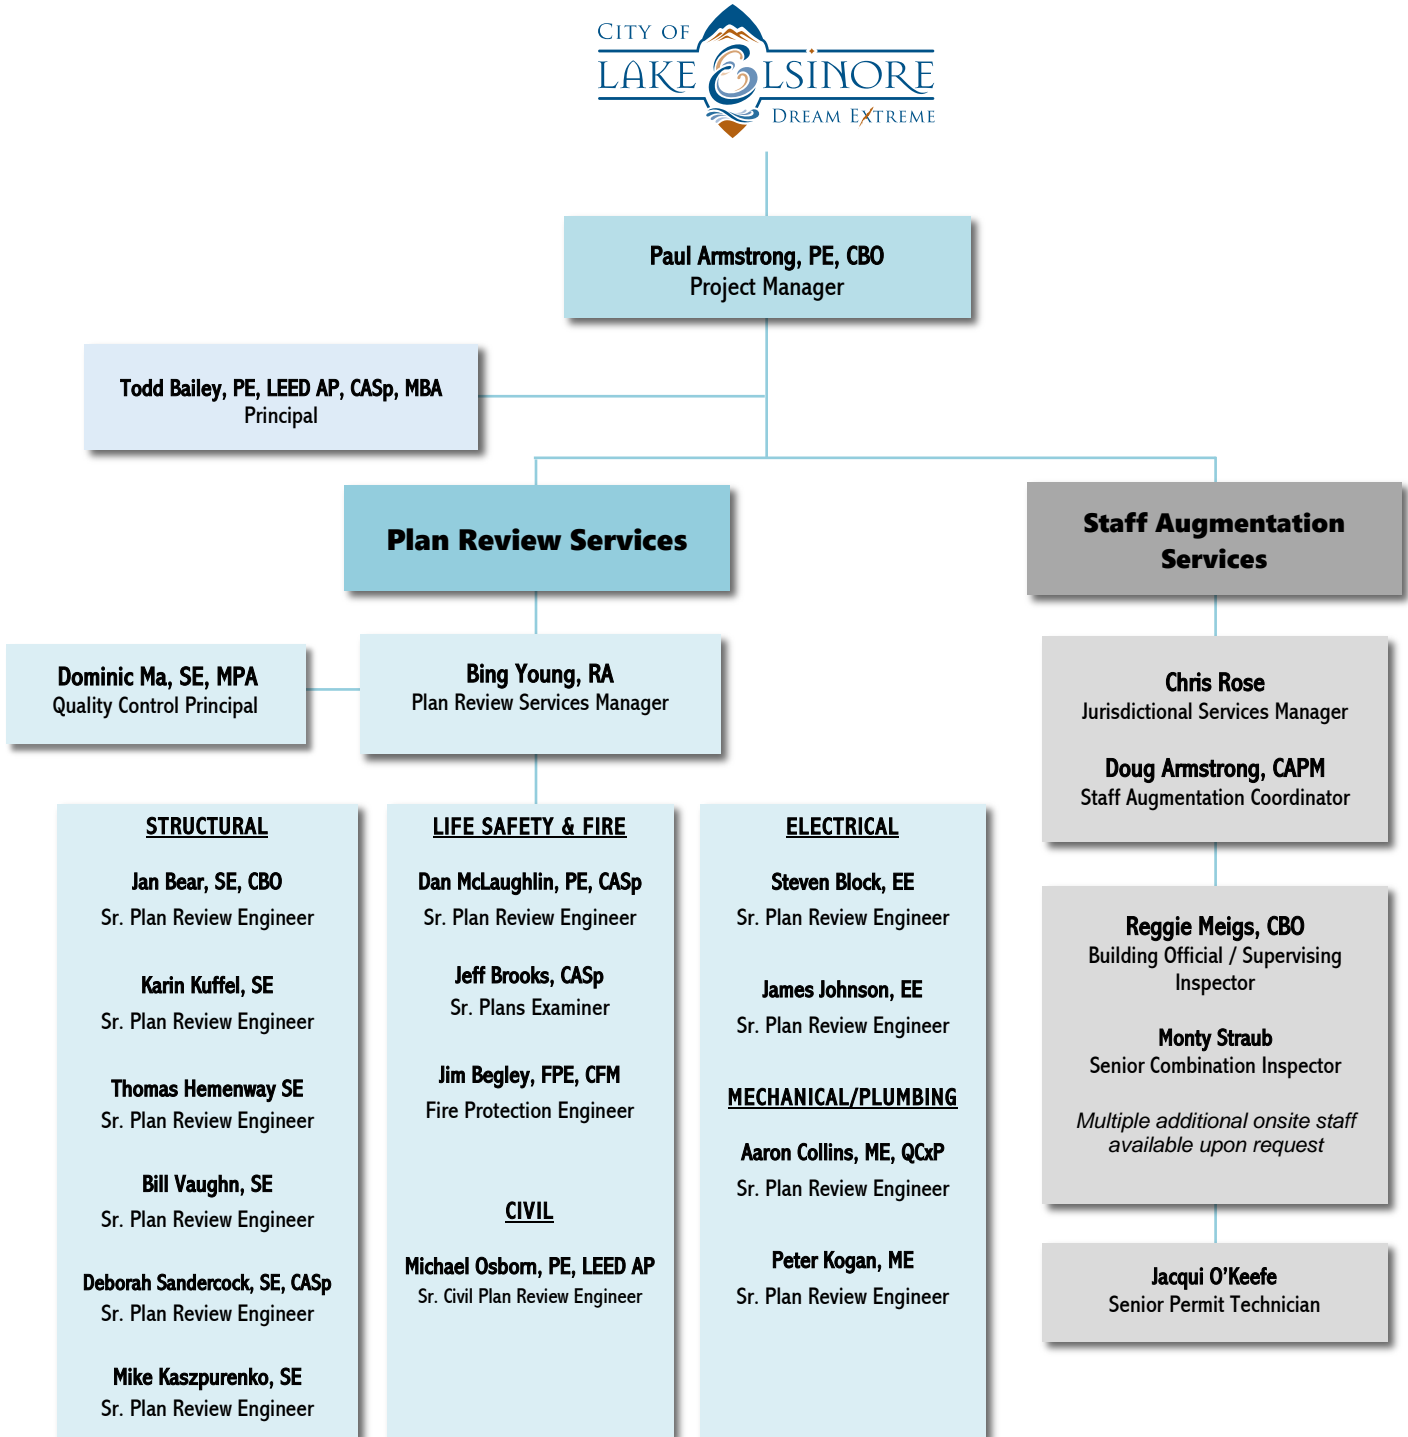 CITY OF
LAKE ELSINORE
DREAM EXTREME
Paul Armstrong, PE, CBO
Project Manager
Todd Bailey, PE, LEED AP, CASp, MBA
Principal
Plan Review Services
Staff Augmentation
Services
Dominic Ma, SE, MPA
Quality Control Principal
Bing Young, RA
Plan Review Services Manager
Chris Rose
Jurisdictional Services Manager
Doug Armstrong, CAPM
Staff Augmentation Coordinator
STRUCTURAL
Jan Bear, SE, CBO
Sr. Plan Review Engineer
Karin Kuffel, SE
Sr. Plan Review Engineer
Thomas Hemenway SE
Sr. Plan Review Engineer
Bill Vaughn, SE
Sr. Plan Review Engineer
Deborah Sandercock, SE, CASp
Sr. Plan Review Engineer
Mike Kaszpurenko, SE
Sr. Plan Review Engineer
LIFE SAFETY & FIRE
Dan McLaughlin, PE, CASp
Sr. Plan Review Engineer
Jeff Brooks, CASp
Sr. Plans Examiner
Jim Begley, FPE, CFM
Fire Protection Engineer
CIVIL
Michael Osborn, PE, LEED AP
Sr. Civil Plan Review Engineer
ELECTRICAL
Steven Block, EE
Sr. Plan Review Engineer
James Johnson, EE
Sr. Plan Review Engineer
MECHANICAL/PLUMBING
Aaron Collins, ME, QCxP
Sr. Plan Review Engineer
Peter Kogan, ME
Sr. Plan Review Engineer
Reggie Meigs, CBO
Building Official / Supervising
Inspector
Monty Straub
Senior Combination Inspector
Multiple additional onsite staff
available upon request
Jacqui O'Keefe
Senior Permit Technician